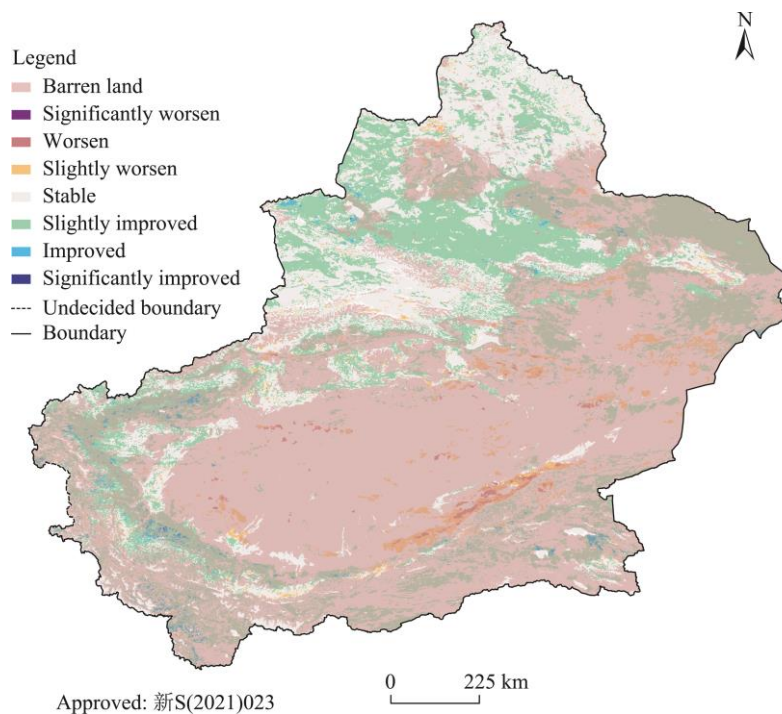 N
Legend
Barren land
Significantly worsen
Worsen
Slightly worsen
Stable
Slightly improved
Improved
Significantly improved
Undecided boundary
Boundary
0 225 km
Approved: 新S(2021)023